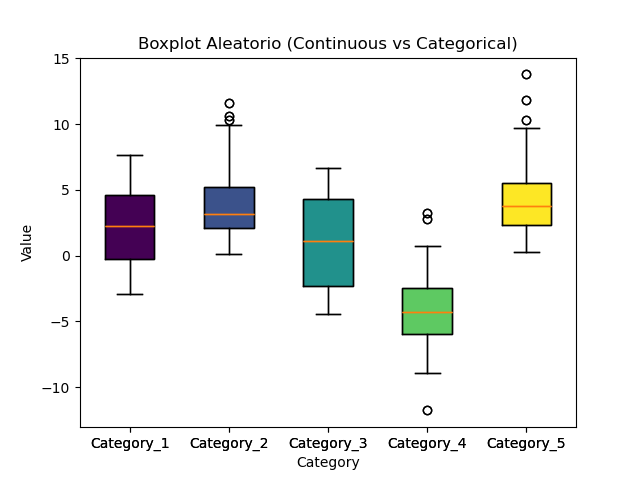 Boxplot Aleatorio (Continuous vs Categorical)
15
10
5
0
−5
−10
Value
Category_1 Category_2 Category_3 Category_4 Category_5
Category